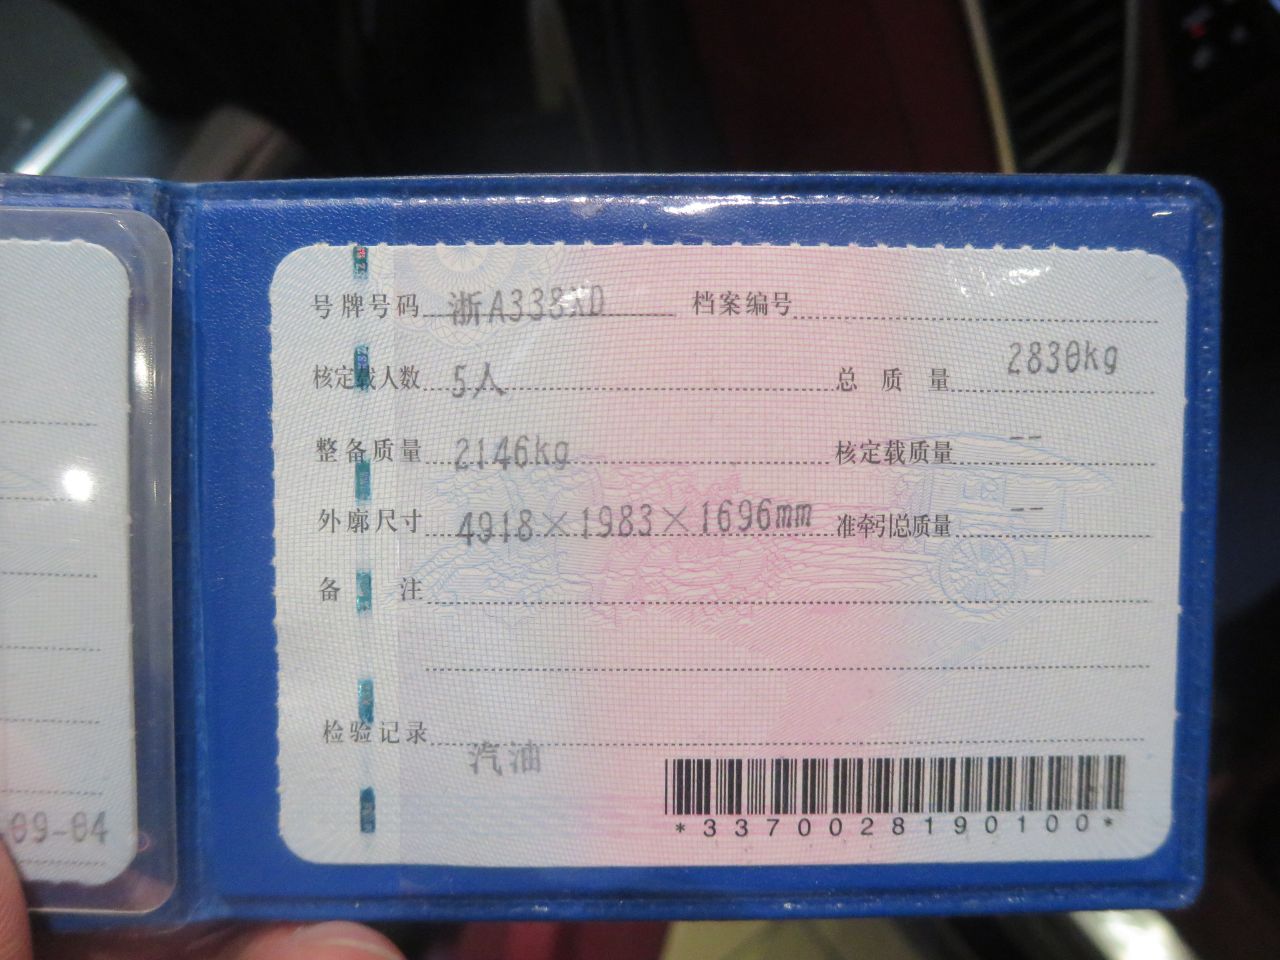 号牌号码 浙A338XD 档案编号
核定载人数 5人 总质量 2830kg
整备质量 2146kg 核定载质量 --
外廓尺寸 4918×1983×1696mm 准牵引总质量 --
备注
检验记录
汽油
*3370028190100*
09-04